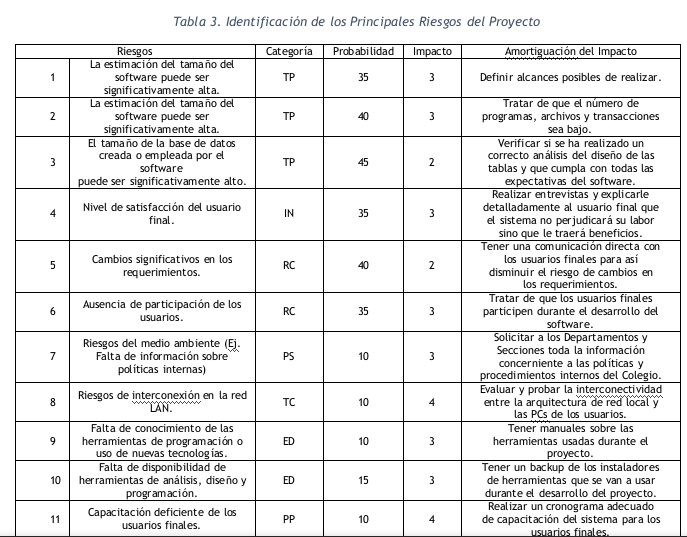 Tabla 3. Identificación de los Principales Riesgos del Proyecto
Riesgos Categoría Probabilidad Impacto Amortiguación del Impacto
1
La estimación del tamaño del
software puede ser
significativamente alta.
TP 35 3
Definir alcances posibles de realizar.
2
La estimación del tamaño del
software puede ser
significativamente alta.
TP 40 3
Tratar de que el número de
programas, archivos y transacciones
sea bajo.
3
El tamaño de la base de datos
creada o empleada por el
software
puede ser significativamente alto.
TP 45 2
Verificar si se ha realizado un
correcto análisis del diseño de las
tablas y que cumpla con todas las
expectativas del software.
4
Nivel de satisfacción del usuario
final.
IN 35 3
Realizar entrevistas y explicarle
detalladamente al usuario final que
el sistema no perjudicará su labor
sino que le traerá beneficios.
5
Cambios significativos en los
requerimientos.
RC 40 2
Tener una comunicación directa con
los usuarios finales para así
disminuir el riesgo de cambios en
los requerimientos.
6
Ausencia de participación de los
usuarios.
RC 35 3
Tratar de que los usuarios finales
participen durante el desarrollo del
software.
7
Riesgos del medio ambiente (Ej.
Falta de información sobre
políticas internas)
PS 10 3
Solicitar a los Departamentos y
Secciones toda la información
concerniente a las políticas y
procedimientos internos del Colegio.
8
Riesgos de interconexión en la red
LAN.
TC 10 4
Evaluar y probar la interconectividad
entre la arquitectura de red local y
las PCs de los usuarios.
9
Falta de conocimiento de las
herramientas de programación o
uso de nuevas tecnologías.
ED 10 3
Tener manuales sobre las
herramientas usadas durante el
proyecto.
10
Falta de disponibilidad de
herramientas de análisis, diseño y
programación.
ED 15 3
Tener un backup de los instaladores
de herramientas que se van a usar
durante el desarrollo del proyecto.
11
Capacitación deficiente de los
usuarios finales.
PP 10 4
Realizar un cronograma adecuado
de capacitación del sistema para los
usuarios finales.